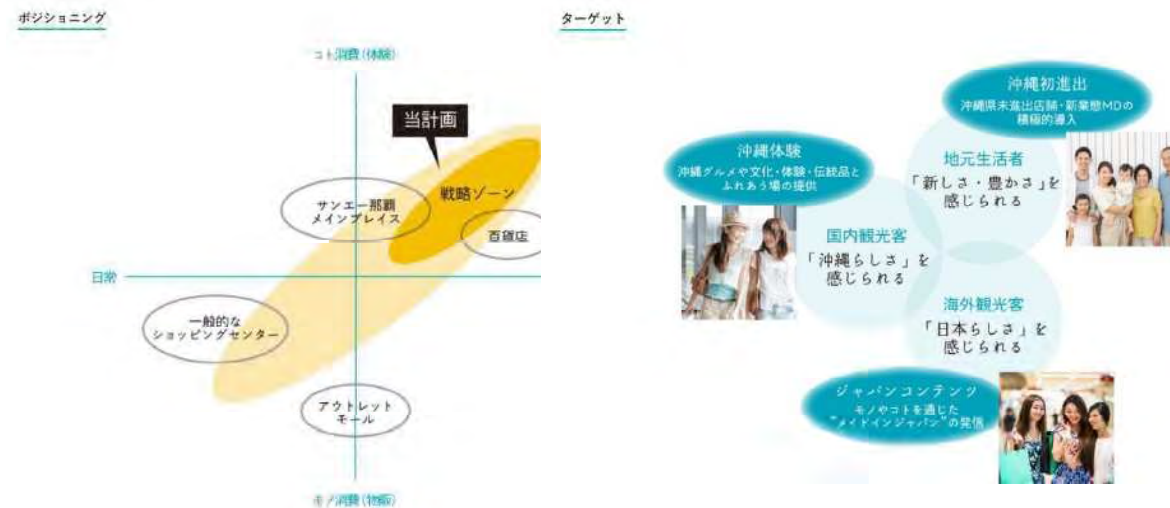 ポジショニング
コト消費(体験)
当計画
戦略ゾーン
サンエー那覇
メインプレイス
百貨店
日常
一般的な
ショッピングセンター
アウトレット
モール
モノ消費(物販)
ターゲット
沖縄初進出
沖縄県未進出店舗・新業態MDの
積極的導入
沖縄体験
沖縄グルメや文化・体験・伝統品と
ふれあう場の提供
地元生活者
「新しさ・豊かさ」を
感じられる
国内観光客
「沖縄らしさ」を
感じられる
海外観光客
「日本らしさ」を
感じられる
ジャパンコンテンツ
モノやコトを通じた
"メイドインジャパン"の発信